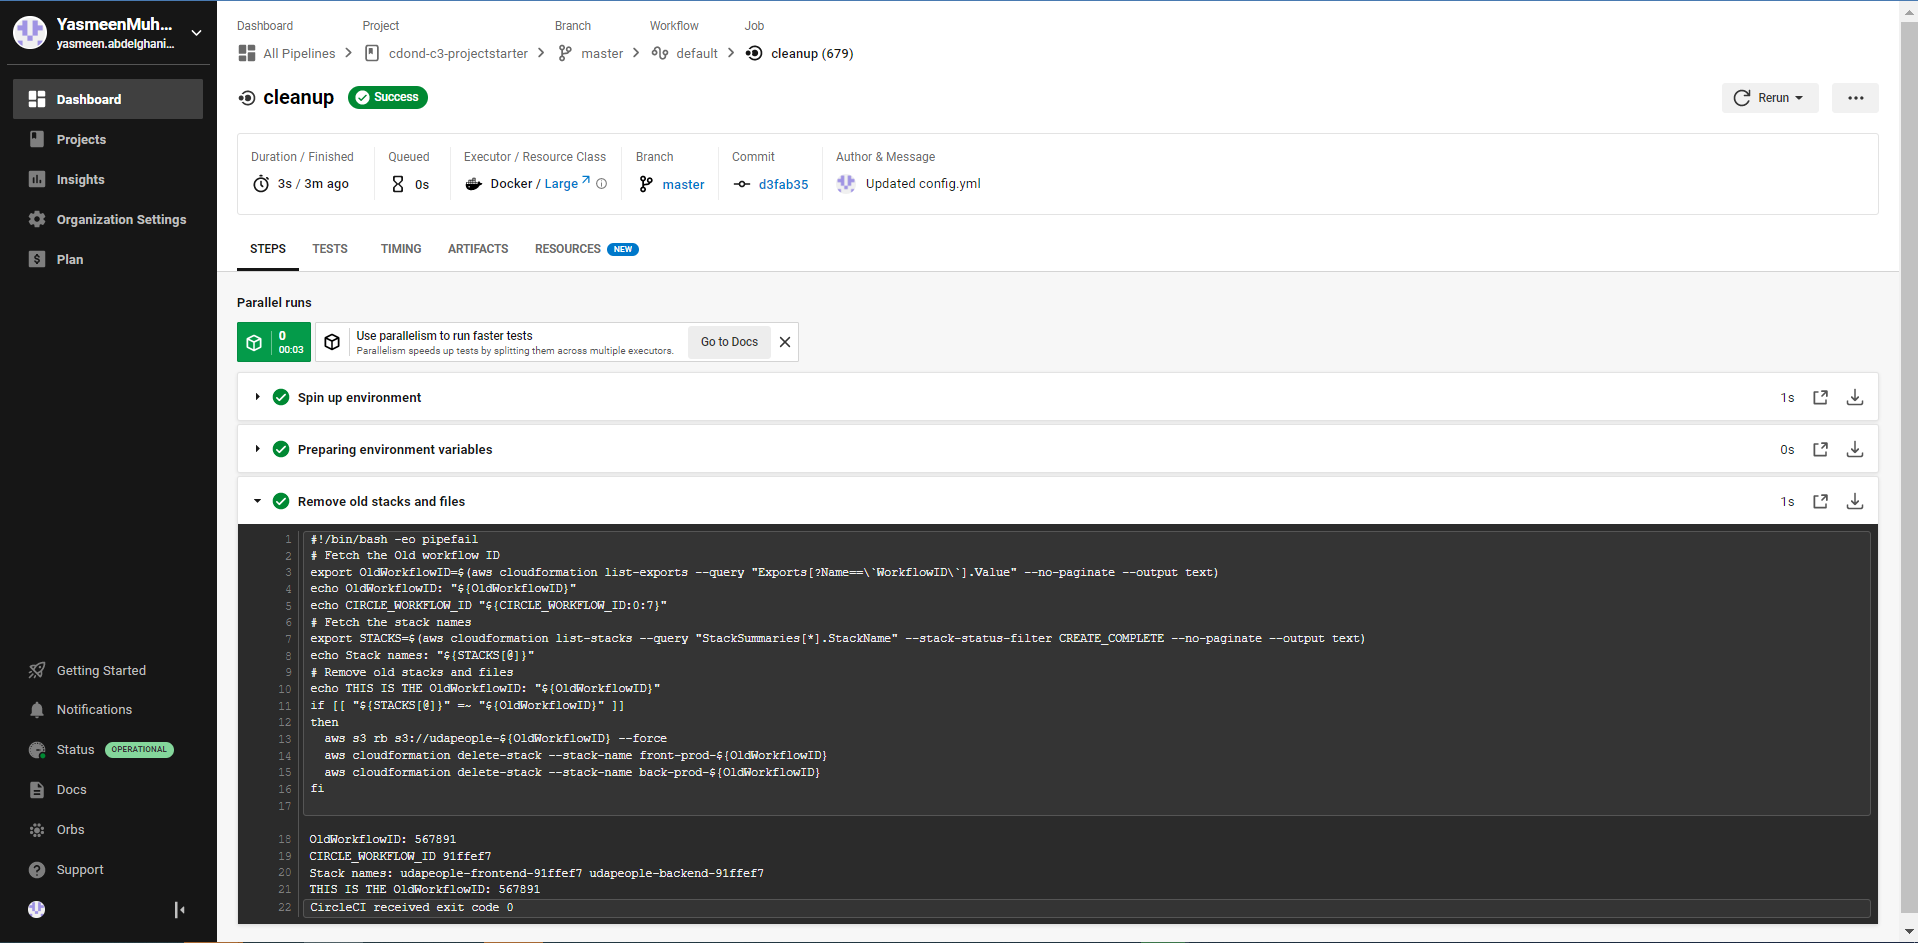 YasmeenMuh...
yasmeen.abdelghani...
Dashboard
Projects
Insights
Organization Settings
Plan
Getting Started
Notifications
Status OPERATIONAL
Docs
Orbs
Support
Dashboard Project Branch Workflow Job
All Pipelines cdond-c3-projectstarter master default cleanup (679)
cleanup Success
Rerun
Duration / Finished Queued Executor / Resource Class Branch Commit Author & Message
3s / 3m ago 0s Docker / Large master d3fab35 Updated config.yml
STEPS TESTS TIMING ARTIFACTS RESOURCES NEW
Parallel runs
0
00:03
Use parallelism to run faster tests
Parallelism speeds up tests by splitting them across multiple executors.
Go to Docs
Spin up environment 1s
Preparing environment variables 0s
Remove old stacks and files 1s
1 #!/bin/bash -eo pipefail
2 # Fetch the Old workflow ID
3 export OldWorkflowID=$(aws cloudformation list-exports --query "Exports[?Name==\`WorkflowID\`].Value" --no-paginate --output text)
4 echo OldWorkflowID: "${OldWorkflowID}"
5 echo CIRCLE_WORKFLOW_ID "${CIRCLE_WORKFLOW_ID:0:7}"
6 # Fetch the stack names
7 export STACKS=$(aws cloudformation list-stacks --query "StackSummaries[*].StackName" --stack-status-filter CREATE_COMPLETE --no-paginate --output text)
8 echo Stack names: "${STACKS[@]}"
9 # Remove old stacks and files
10 echo THIS IS THE OldWorkflowID: "${OldWorkflowID}"
11 if [[ "${STACKS[@]}" =~ "${OldWorkflowID}" ]]
12 then
13 aws s3 rb s3://udapeople-${OldWorkflowID} --force
14 aws cloudformation delete-stack --stack-name front-prod-${OldWorkflowID}
15 aws cloudformation delete-stack --stack-name back-prod-${OldWorkflowID}
16 fi
17
18 OldWorkflowID: 567891
19 CIRCLE_WORKFLOW_ID 91ffef7
20 Stack names: udapeople-frontend-91ffef7 udapeople-backend-91ffef7
21 THIS IS THE OldWorkflowID: 567891
22 CircleCI received exit code 0